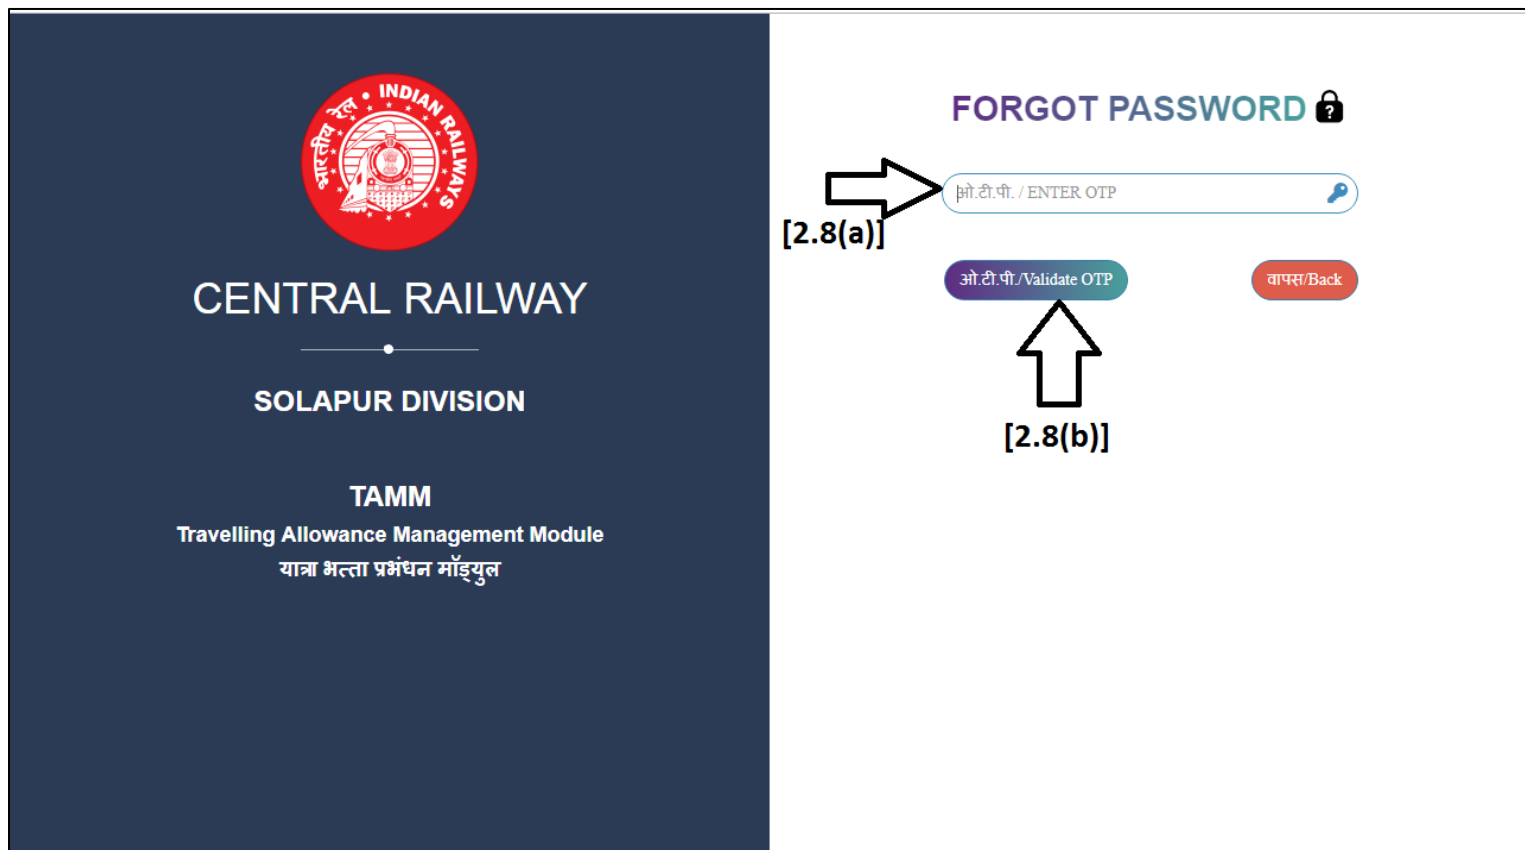 भारतीय रेल • INDIAN RAILWAYS
CENTRAL RAILWAY
SOLAPUR DIVISION
TAMM
Travelling Allowance Management Module
यात्रा भत्ता प्रभंधन मॉड्युल
FORGOT PASSWORD
ओ.टी.पी. / ENTER OTP
[2.8(a)]
ओ.टी.पी./Validate OTP
वापस/Back
[2.8(b)]